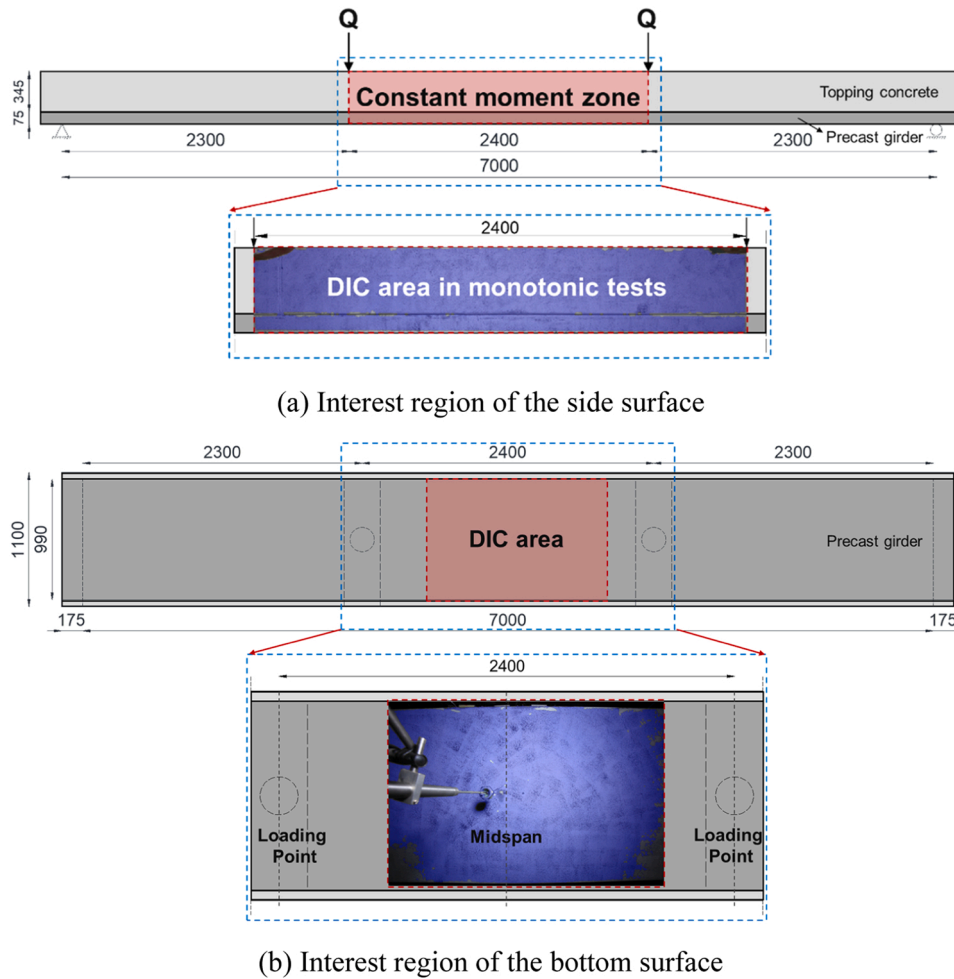 Q Q
345
75
Constant moment zone
Topping concrete
Precast girder
2300 2400 2300
7000
2400
DIC area in monotonic tests
(a) Interest region of the side surface
2300 2400 2300
1100
990
DIC area
Precast girder
175 7000 175
2400
Midspan
Loading Point
Loading Point
(b) Interest region of the bottom surface